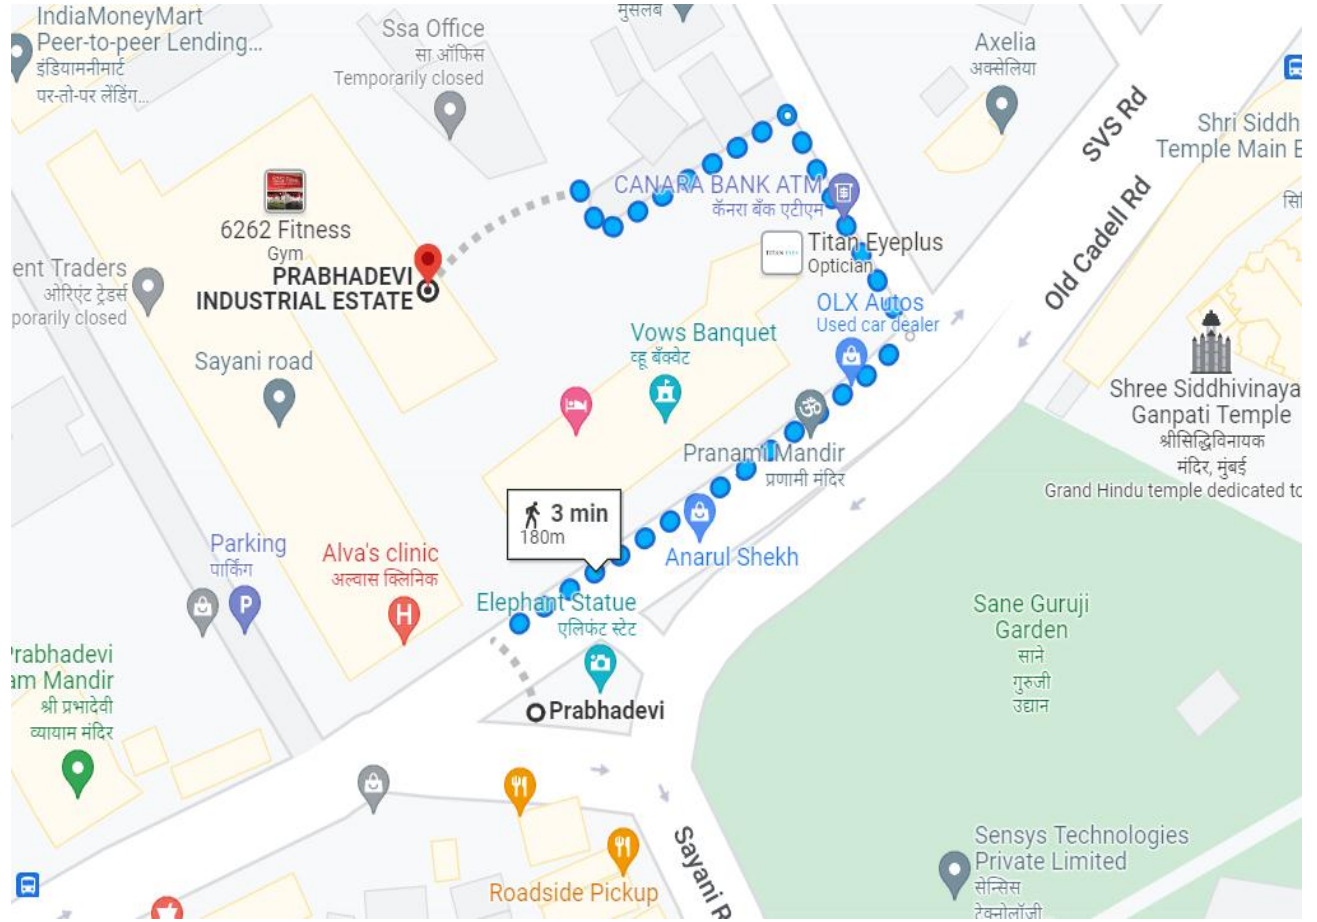 IndiaMoneyMart
Peer-to-peer Lending...
इंडियामनीमार्ट
पर-तो-पर लेंडिंग...
Ssa Office
सा ऑफिस
Temporarily closed
मुसलब
Axelia
अक्सेलिया
SVS Rd
Old Cadell Rd
Shri Siddh
Temple Main E
सि
CANARA BANK ATM
कॅनरा बँक एटीएम
6262 Fitness
Gym
PRABHADEVI
INDUSTRIAL ESTATE
Titan Eyeplus
Optician
ent Traders
ओरिएंट ट्रेडर्स
porarily closed
OLX Autos
Used car dealer
Vows Banquet
व्हू बँक्वेट
Sayani road
Shree Siddhivinaya
Ganpati Temple
श्रीसिद्धिविनायक
मंदिर, मुंबई
Grand Hindu temple dedicated to
Pranami Mandir
प्रणामी मंदिर
3 min
180m
Parking
पार्किंग
P
Alva's clinic
अल्वास क्लिनिक
H
Anarul Shekh
Elephant Statue
एलिफंट स्टेट
Sane Guruji
Garden
साने
गुरुजी
उद्यान
rabhadevi
am Mandir
श्री प्रभादेवी
व्यायाम मंदिर
Prabhadevi
Roadside Pickup
Sayani R
Sensys Technologies
Private Limited
सेन्सिस
टेक्नोलॉजी